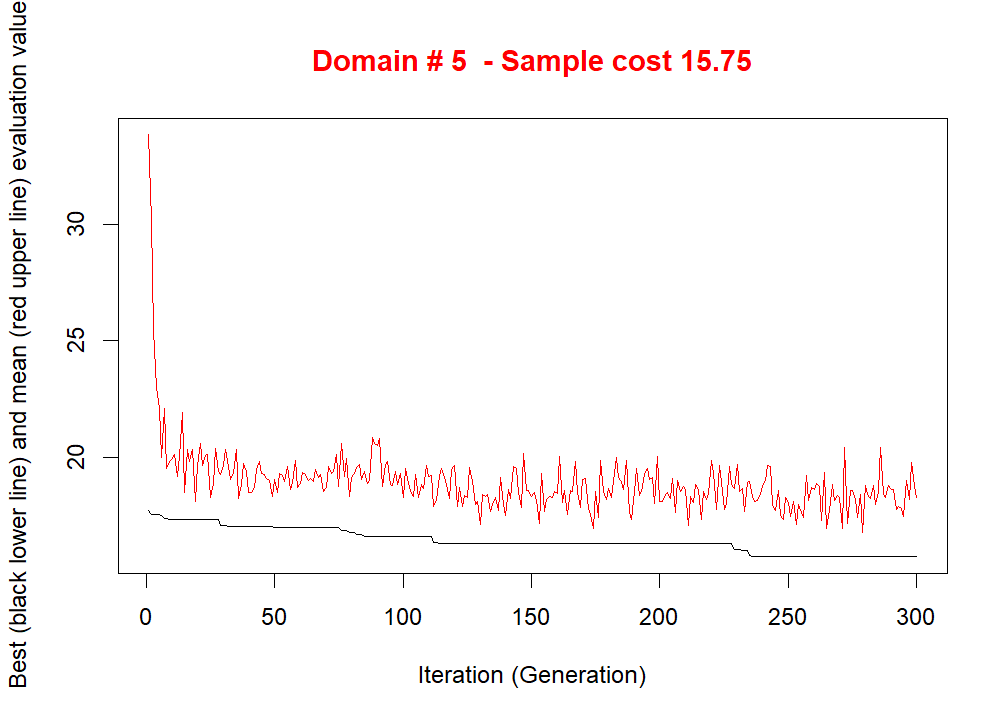 Domain # 5  - Sample cost 15.75
Best (black lower line) and mean (red upper line) evaluation value
30
25
20
0 50 100 150 200 250 300
Iteration (Generation)